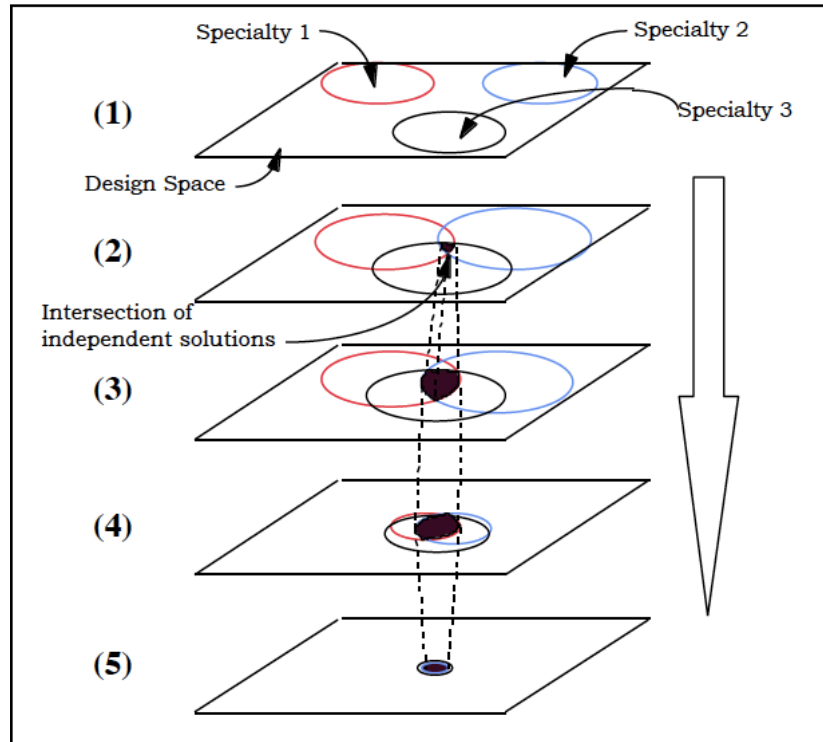 Specialty 1
Specialty 2
(1)
Specialty 3
Design Space
(2)
Intersection of
independent solutions
(3)
(4)
(5)